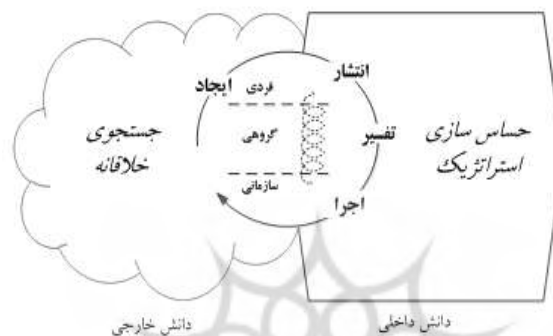 انتشار
ایجاد
فردی
گروهی
سازمانی
تفسیر
اجرا
حساس سازی
استراتژیک
جستجوی
خلاقانه
دانش داخلی
دانش خارجی